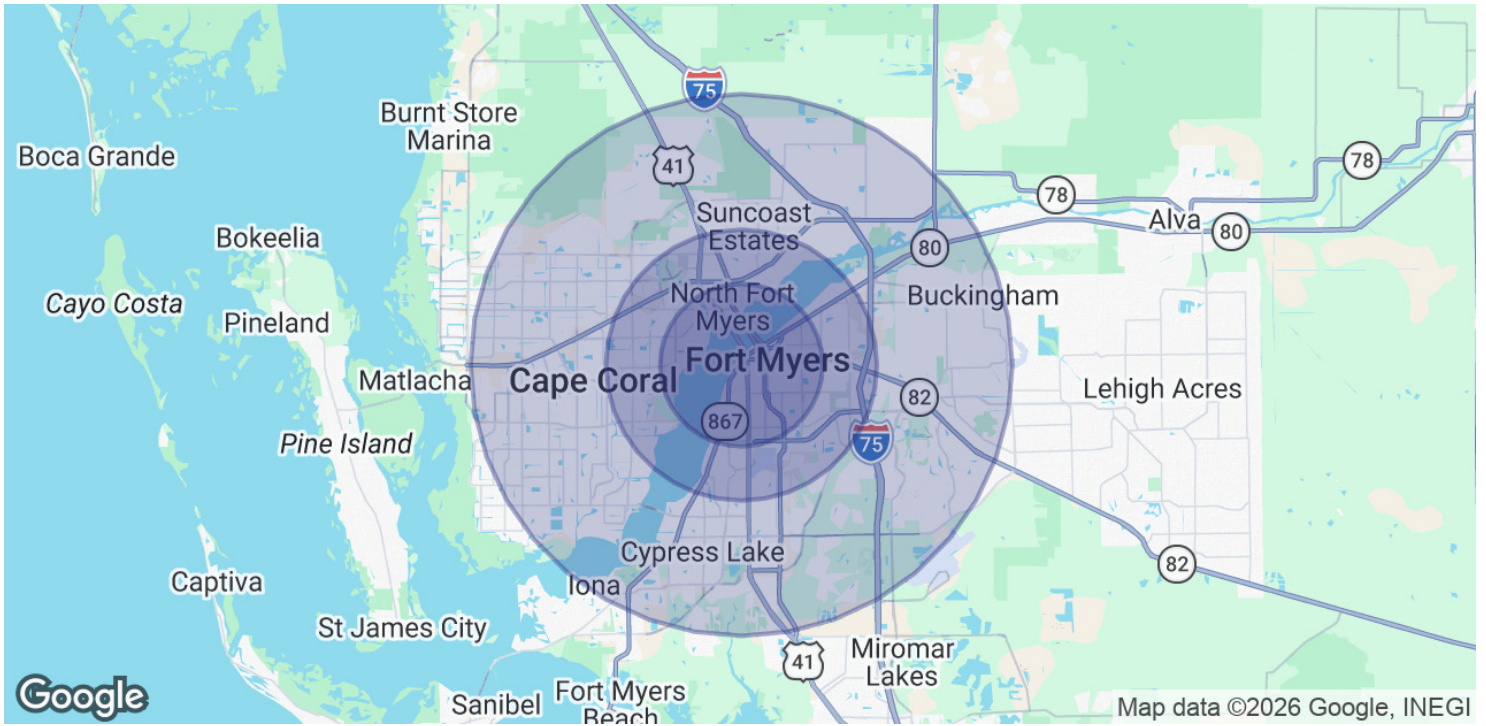 75
Burnt Store
Marina
Boca Grande
41
78
78
Suncoast
Estates
Alva
80
Bokeelia
80
Cayo Costa
North Fort
Myers
Buckingham
Pineland
Fort Myers
Matlacha
Cape Coral
82
Lehigh Acres
867
Pine Island
75
Cypress Lake
82
Captiva
Iona
St James City
41
Miromar
Lakes
Google
Sanibel
Fort Myers
Beach
Map data ©2026 Google, INEGI